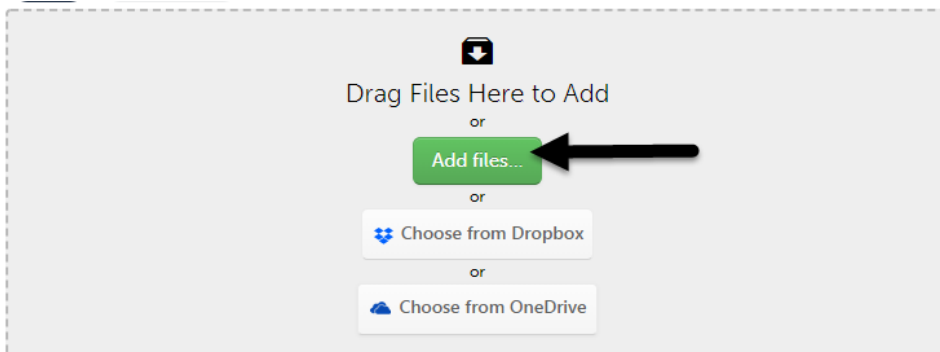 Drag Files Here to Add
or
Add files...
or
Choose from Dropbox
or
Choose from OneDrive